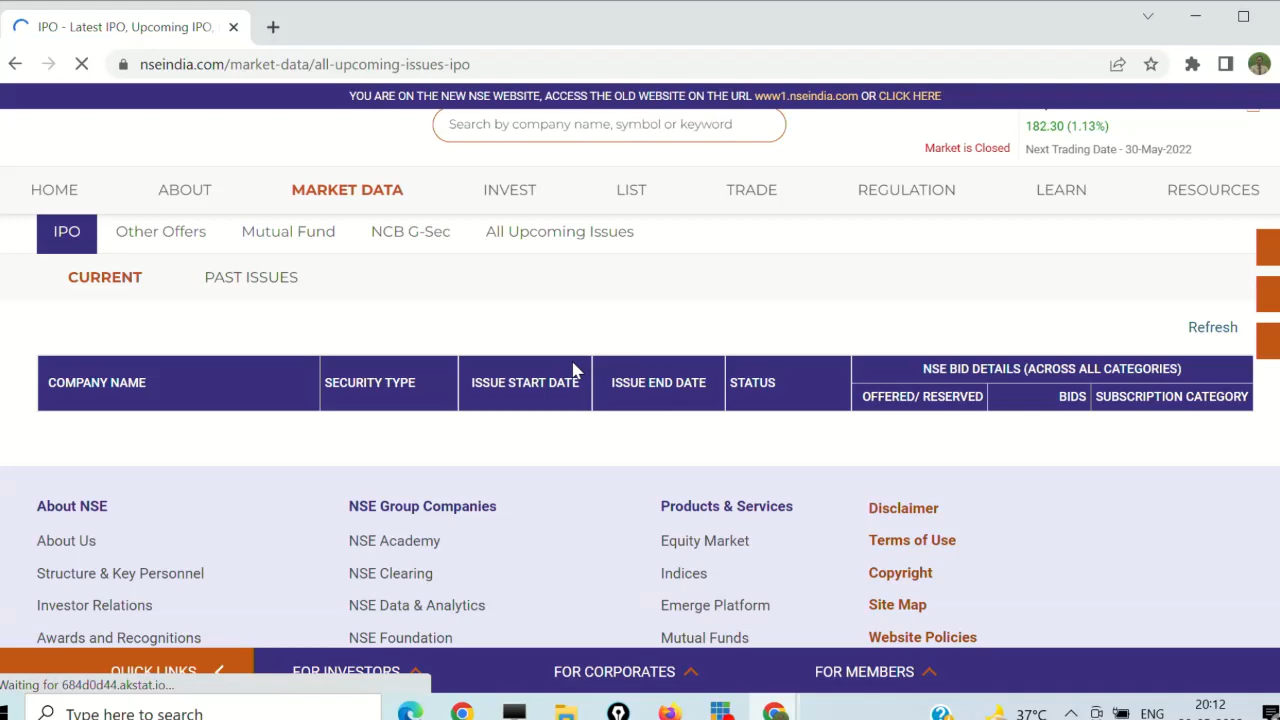 IPO - Latest IPO, Upcoming IPO,
nseindia.com/market-data/all-upcoming-issues-ipo
YOU ARE ON THE NEW NSE WEBSITE, ACCESS THE OLD WEBSITE ON THE URL www1.nseindia.com OR CLICK HERE
Search by company name, symbol or keyword
182.30 (1.13%)
Market is Closed
Next Trading Date - 30-May-2022
HOME ABOUT MARKET DATA INVEST LIST TRADE REGULATION LEARN RESOURCES
IPO Other Offers Mutual Fund NCB G-Sec All Upcoming Issues
CURRENT PAST ISSUES
Refresh
COMPANY NAME SECURITY TYPE ISSUE START DATE ISSUE END DATE STATUS NSE BID DETAILS (ACROSS ALL CATEGORIES)
OFFERED/ RESERVED BIDS SUBSCRIPTION CATEGORY
About NSE NSE Group Companies Products & Services Disclaimer
About Us NSE Academy Equity Market Terms of Use
Structure & Key Personnel NSE Clearing Indices Copyright
Investor Relations NSE Data & Analytics Emerge Platform Site Map
Awards and Recognitions NSE Foundation Mutual Funds Website Policies
QUICK LINKS FOR INVESTORS FOR CORPORATES FOR MEMBERS
Waiting for 684d0d44.akstat.io...
Type here to search 37°C ENG 20:12